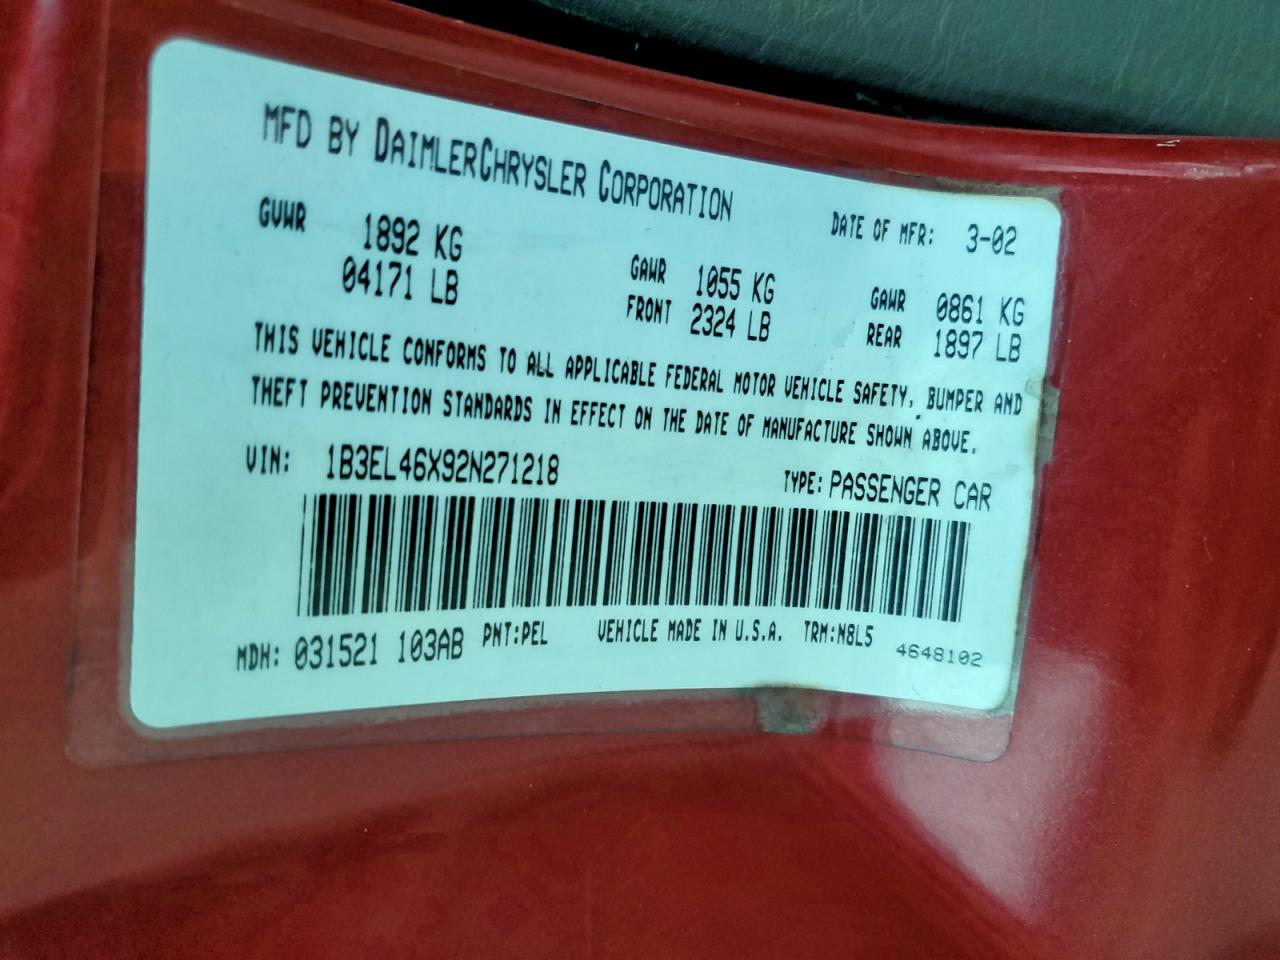 MFD BY DAIMLERCHRYSLER CORPORATION
DATE OF MFR: 3-02
GVWR 1892 KG
04171 LB
GAWR 1055 KG
FRONT 2324 LB
GAWR 0861 KG
REAR 1897 LB
THIS VEHICLE CONFORMS TO ALL APPLICABLE FEDERAL MOTOR VEHICLE SAFETY, BUMPER AND
THEFT PREVENTION STANDARDS IN EFFECT ON THE DATE OF MANUFACTURE SHOWN ABOVE.
VIN: 1B3EL46X92N271218
TYPE: PASSENGER CAR
MDH: 031521 103AB PNT:PEL VEHICLE MADE IN U.S.A. TRM:N8L5
4648102